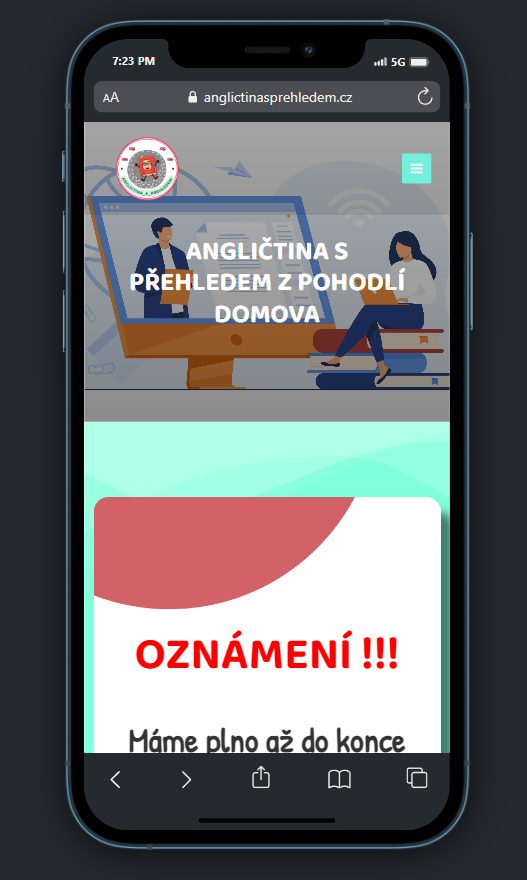 7:23 PM
5G
AA
anglictinasprehledem.cz
ANGLIČTINA S
PŘEHLEDEM Z POHODLÍ
DOMOVA
OZNÁMENÍ !!!
Máme plno až do konce